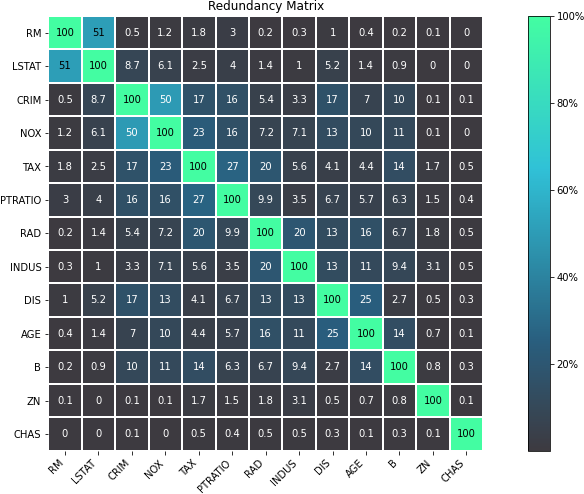 Redundancy Matrix
RM 100 51 0.5 1.2 1.8 3 0.2 0.3 1 0.4 0.2 0.1 0
LSTAT 51 100 8.7 6.1 2.5 4 1.4 1 5.2 1.4 0.9 0 0
CRIM 0.5 8.7 100 50 17 16 5.4 3.3 17 7 10 0.1 0.1
NOX 1.2 6.1 50 100 23 16 7.2 7.1 13 10 11 0.1 0
TAX 1.8 2.5 17 23 100 27 20 5.6 4.1 4.4 14 1.7 0.5
PTRATIO 3 4 16 16 27 100 9.9 3.5 6.7 5.7 6.3 1.5 0.4
RAD 0.2 1.4 5.4 7.2 20 9.9 100 20 13 16 6.7 1.8 0.5
INDUS 0.3 1 3.3 7.1 5.6 3.5 20 100 13 11 9.4 3.1 0.5
DIS 1 5.2 17 13 4.1 6.7 13 13 100 25 2.7 0.5 0.3
AGE 0.4 1.4 7 10 4.4 5.7 16 11 25 100 14 0.7 0.1
B 0.2 0.9 10 11 14 6.3 6.7 9.4 2.7 14 100 0.8 0.3
ZN 0.1 0 0.1 0.1 1.7 1.5 1.8 3.1 0.5 0.7 0.8 100 0.1
CHAS 0 0 0.1 0 0.5 0.4 0.5 0.5 0.3 0.1 0.3 0.1 100
RM LSTAT CRIM NOX TAX PTRATIO RAD INDUS DIS AGE B ZN CHAS
100%
80%
60%
40%
20%